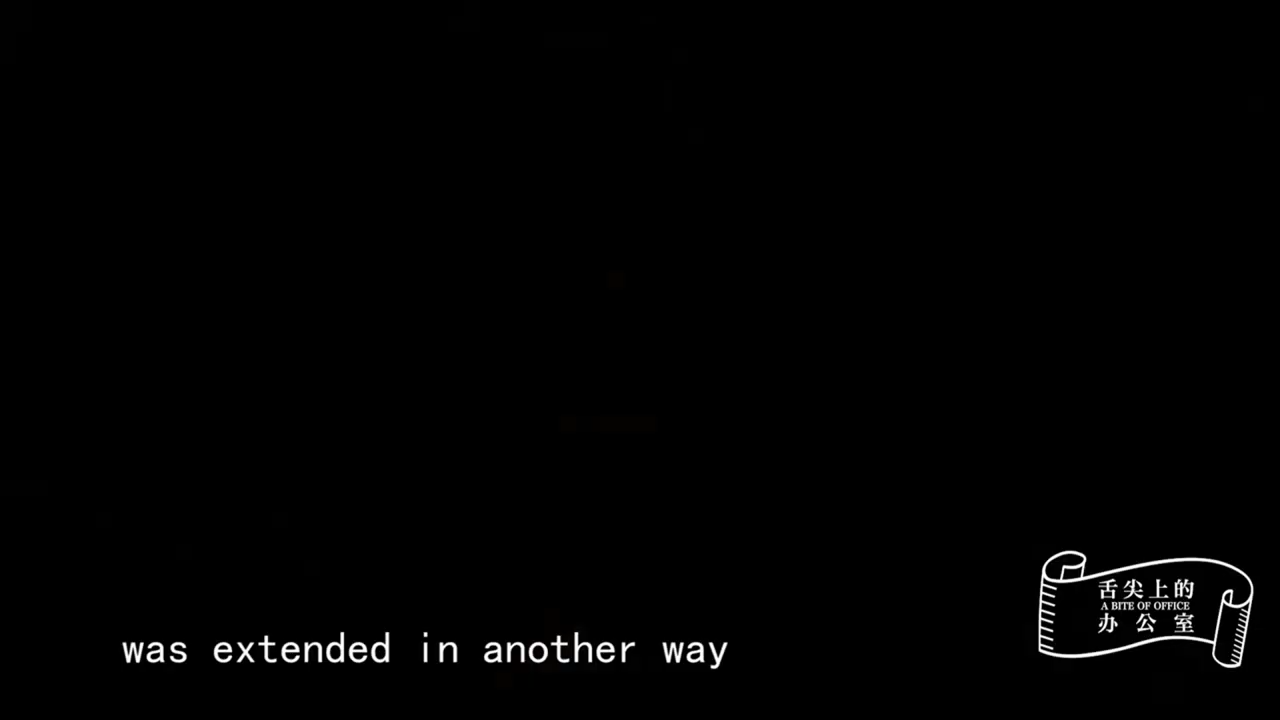 舌尖上的
A BITE OF OFFICE
办公室
was extended in another way